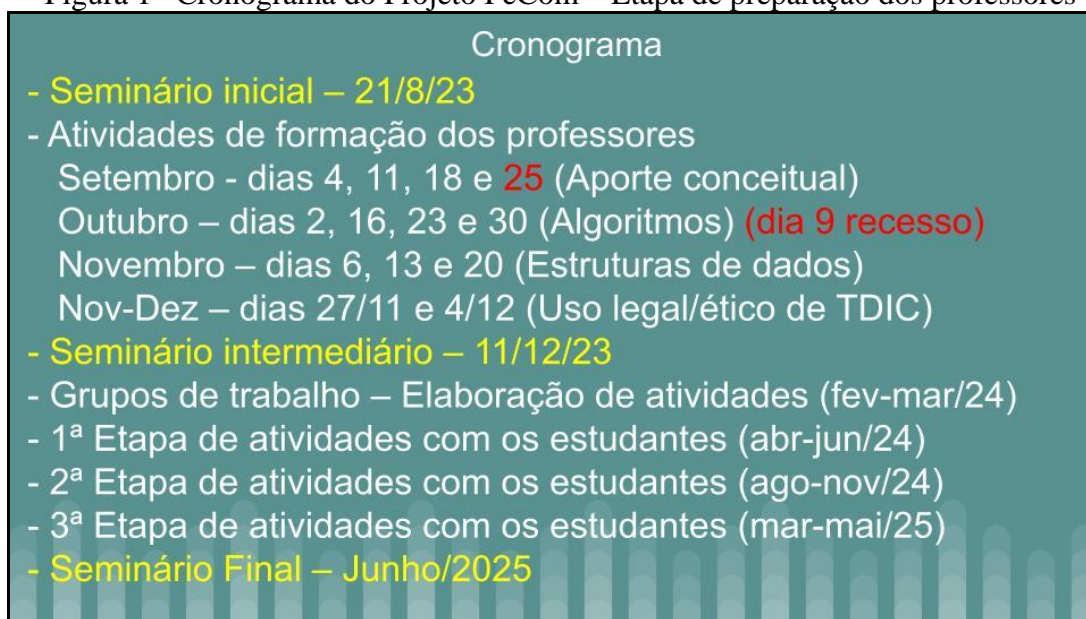 Figura 1 - Cronograma do Projeto PeCom – Etapa de preparação dos professores
Cronograma
- Seminário inicial – 21/8/23
- Atividades de formação dos professores
Setembro - dias 4, 11, 18 e 25 (Aporte conceitual)
Outubro – dias 2, 16, 23 e 30 (Algoritmos) (dia 9 recesso)
Novembro – dias 6, 13 e 20 (Estruturas de dados)
Nov-Dez – dias 27/11 e 4/12 (Uso legal/ético de TDIC)
- Seminário intermediário – 11/12/23
- Grupos de trabalho – Elaboração de atividades (fev-mar/24)
- 1ª Etapa de atividades com os estudantes (abr-jun/24)
- 2ª Etapa de atividades com os estudantes (ago-nov/24)
- 3ª Etapa de atividades com os estudantes (mar-mai/25)
- Seminário Final – Junho/2025